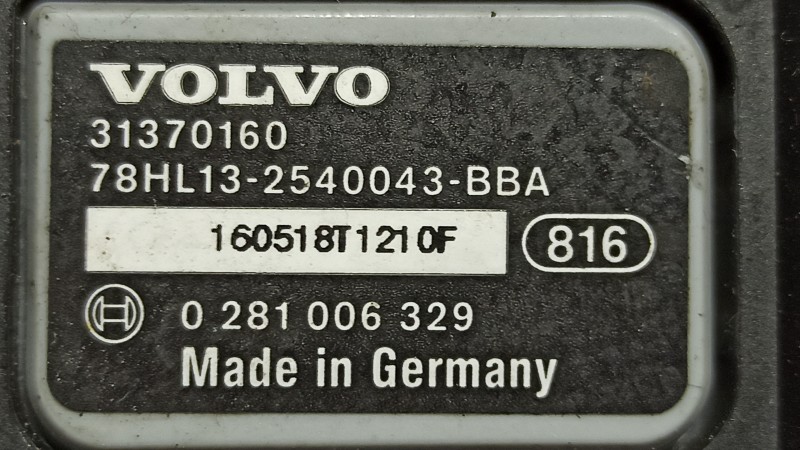 VOLVO
31370160
78HL13-2540043-BBA
160518T1210F
816
0 281 006 329
Made in Germany